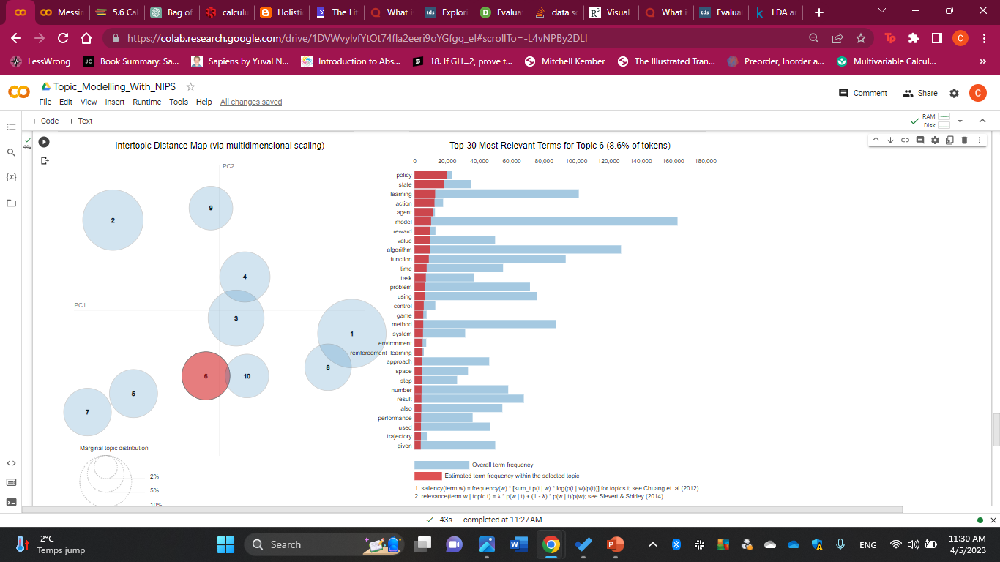 Messin
5.6 Cal
Bag of
calculu
Holisti
The Lit
What i
tds
Explori
D
Evalua
data sc
Visual
What i
tds
Evalua
k
LDA a
https://colab.research.google.com/drive/
LessWrong
JC
Book Summary: Sa...
Sapiens by Yuval N...
Introduction to Abs...
18. If GH=2, prove t...
Mitchell Kember
The Illustrated Tran...
Preorder, Inorder a...
Multivariable Calcul...
»
Topic_Modelling_With_NIPS
File Edit View Insert Runtime Tools Help All changes saved
Comment
Share
C
+ Code + Text
RAM
Disk
44s
Intertopic Distance Map (via multidimensional scaling)
PC2
PC1
2
9
4
3
1
8
6
10
5
7
Marginal topic distribution
2%
5%
10%
Top-30 Most Relevant Terms for Topic 6 (8.6% of tokens)
0 20,000 40,000 60,000 80,000 100,000 120,000 140,000 160,000 180,000
policy
state
learning
action
agent
model
reward
value
algorithm
function
time
task
problem
using
control
game
method
system
environment
reinforcement_learning
approach
space
step
number
result
also
performance
used
trajectory
given
Overall term frequency
Estimated term frequency within the selected topic
1. saliency(term w) = frequency(w) * [sum_t p(t | w) * log(p(t | w)/p(t))] for topics t; see Chuang et. al (2012)
2. relevance(term w | topic t) = λ * p(w | t) + (1 - λ) * p(w | t)/p(w); see Sievert & Shirley (2014)
43s completed at 11:27 AM
-2°C
Temps jump
Search
ENG
11:30 AM
4/5/2023